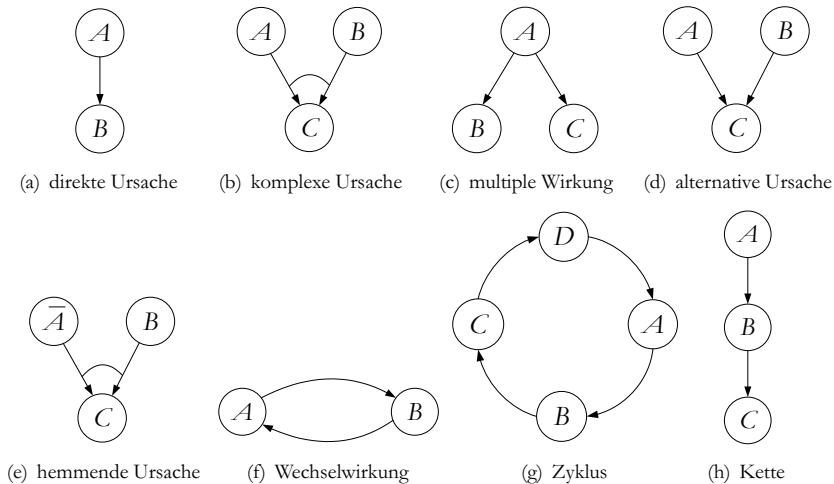 A
A
B
A
A
B
B
C
B
C
C
(a) direkte Ursache
(b) komplexe Ursache
(c) multiple Wirkung
(d) alternative Ursache
D
A
A̅
B
C
A
B
C
A
B
B
C
(e) hemmende Ursache
(f) Wechselwirkung
(g) Zyklus
(h) Kette